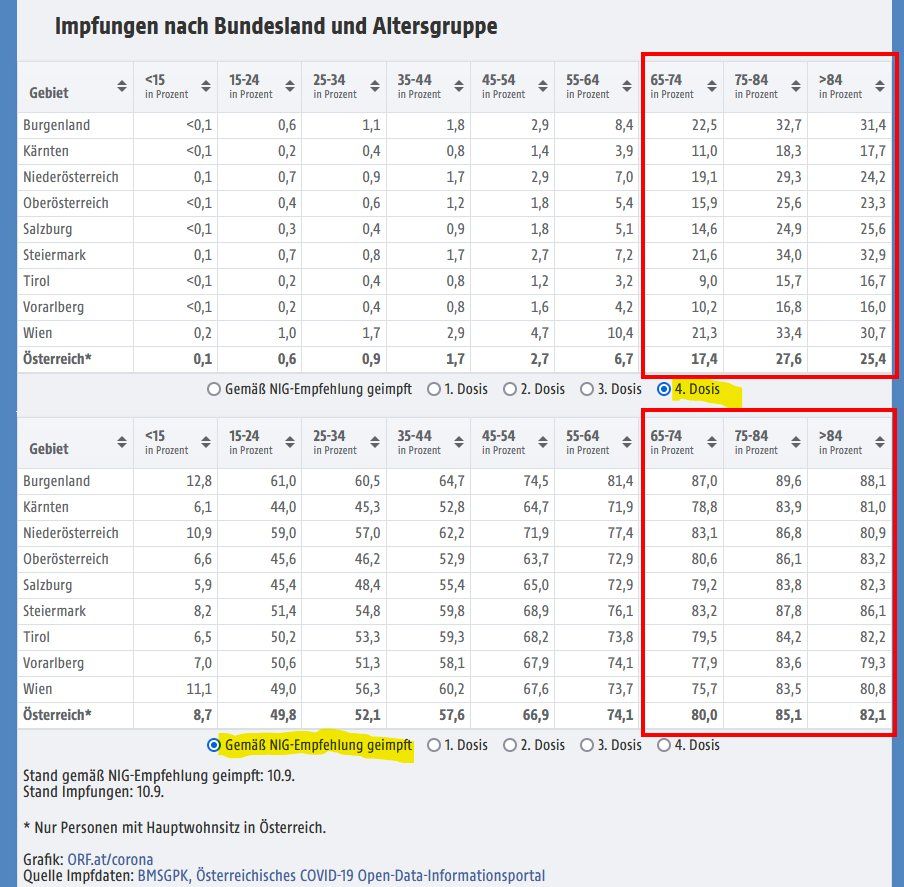 Impfungen nach Bundesland und Altersgruppe
Gebiet <15 in Prozent 15-24 in Prozent 25-34 in Prozent 35-44 in Prozent 45-54 in Prozent 55-64 in Prozent 65-74 in Prozent 75-84 in Prozent >84 in Prozent
Burgenland <0,1 0,6 1,1 1,8 2,9 8,4 22,5 32,7 31,4
Kärnten <0,1 0,2 0,4 0,8 1,4 3,9 11,0 18,3 17,7
Niederösterreich 0,1 0,7 0,9 1,7 2,9 7,0 19,1 29,3 24,2
Oberösterreich <0,1 0,4 0,6 1,2 1,8 5,4 15,9 25,6 23,3
Salzburg <0,1 0,3 0,4 0,9 1,8 5,1 14,6 24,9 25,6
Steiermark 0,1 0,7 0,8 1,7 2,7 7,2 21,6 34,0 32,9
Tirol <0,1 0,2 0,4 0,8 1,2 3,2 9,0 15,7 16,7
Vorarlberg <0,1 0,2 0,4 0,8 1,6 4,2 10,2 16,8 16,0
Wien 0,2 1,0 1,7 2,9 4,7 10,4 21,3 33,4 30,7
Österreich* 0,1 0,6 0,9 1,7 2,7 6,7 17,4 27,6 25,4
Gemäß NIG-Empfehlung geimpft 1. Dosis 2. Dosis 3. Dosis 4. Dosis
Gebiet <15 in Prozent 15-24 in Prozent 25-34 in Prozent 35-44 in Prozent 45-54 in Prozent 55-64 in Prozent 65-74 in Prozent 75-84 in Prozent >84 in Prozent
Burgenland 12,8 61,0 60,5 64,7 74,5 81,4 87,0 89,6 88,1
Kärnten 6,1 44,0 45,3 52,8 64,7 71,9 78,8 83,9 81,0
Niederösterreich 10,9 59,0 57,0 62,2 71,9 77,4 83,1 86,8 80,9
Oberösterreich 6,6 45,6 46,2 52,9 63,7 72,9 80,6 86,1 83,2
Salzburg 5,9 45,4 48,4 55,4 65,0 72,9 79,2 83,8 82,3
Steiermark 8,2 51,4 54,8 59,8 68,9 76,1 83,2 87,8 86,1
Tirol 6,5 50,2 53,3 59,3 68,2 73,8 79,5 84,2 82,2
Vorarlberg 7,0 50,6 51,3 58,1 67,9 74,1 77,9 83,6 79,3
Wien 11,1 49,0 56,3 60,2 67,6 73,7 75,7 83,5 80,8
Österreich* 8,7 49,8 52,1 57,6 66,9 74,1 80,0 85,1 82,1
Gemäß NIG-Empfehlung geimpft 1. Dosis 2. Dosis 3. Dosis 4. Dosis
Stand gemäß NIG-Empfehlung geimpft: 10.9.
Stand Impfungen: 10.9.
* Nur Personen mit Hauptwohnsitz in Österreich.
Grafik: ORF.at/corona
Quelle Impfdaten: BMSGPK, Österreichisches COVID-19 Open-Data-Informationsportal